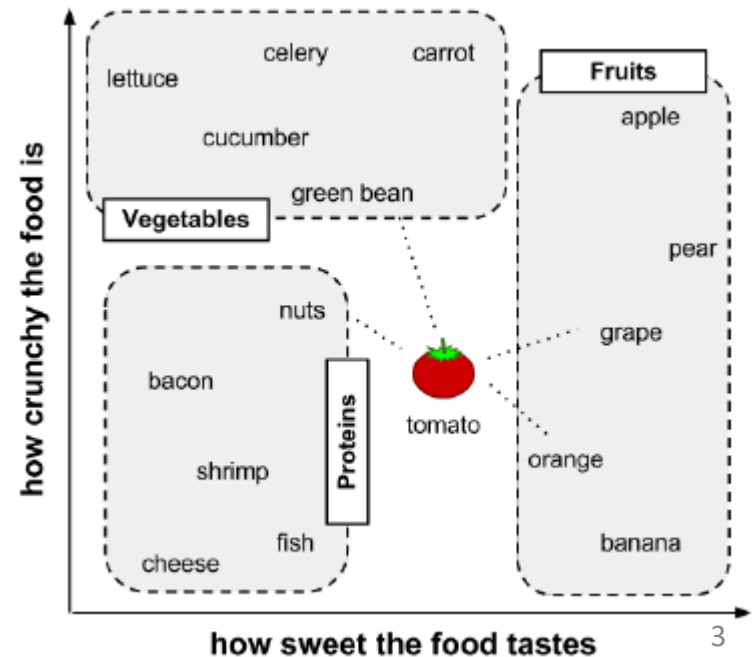 celery
carrot
lettuce
Fruits
apple
cucumber
green bean
Vegetables
pear
nuts
grape
bacon
tomato
Proteins
shrimp
orange
fish
banana
cheese
how crunchy the food is
how sweet the food tastes
3